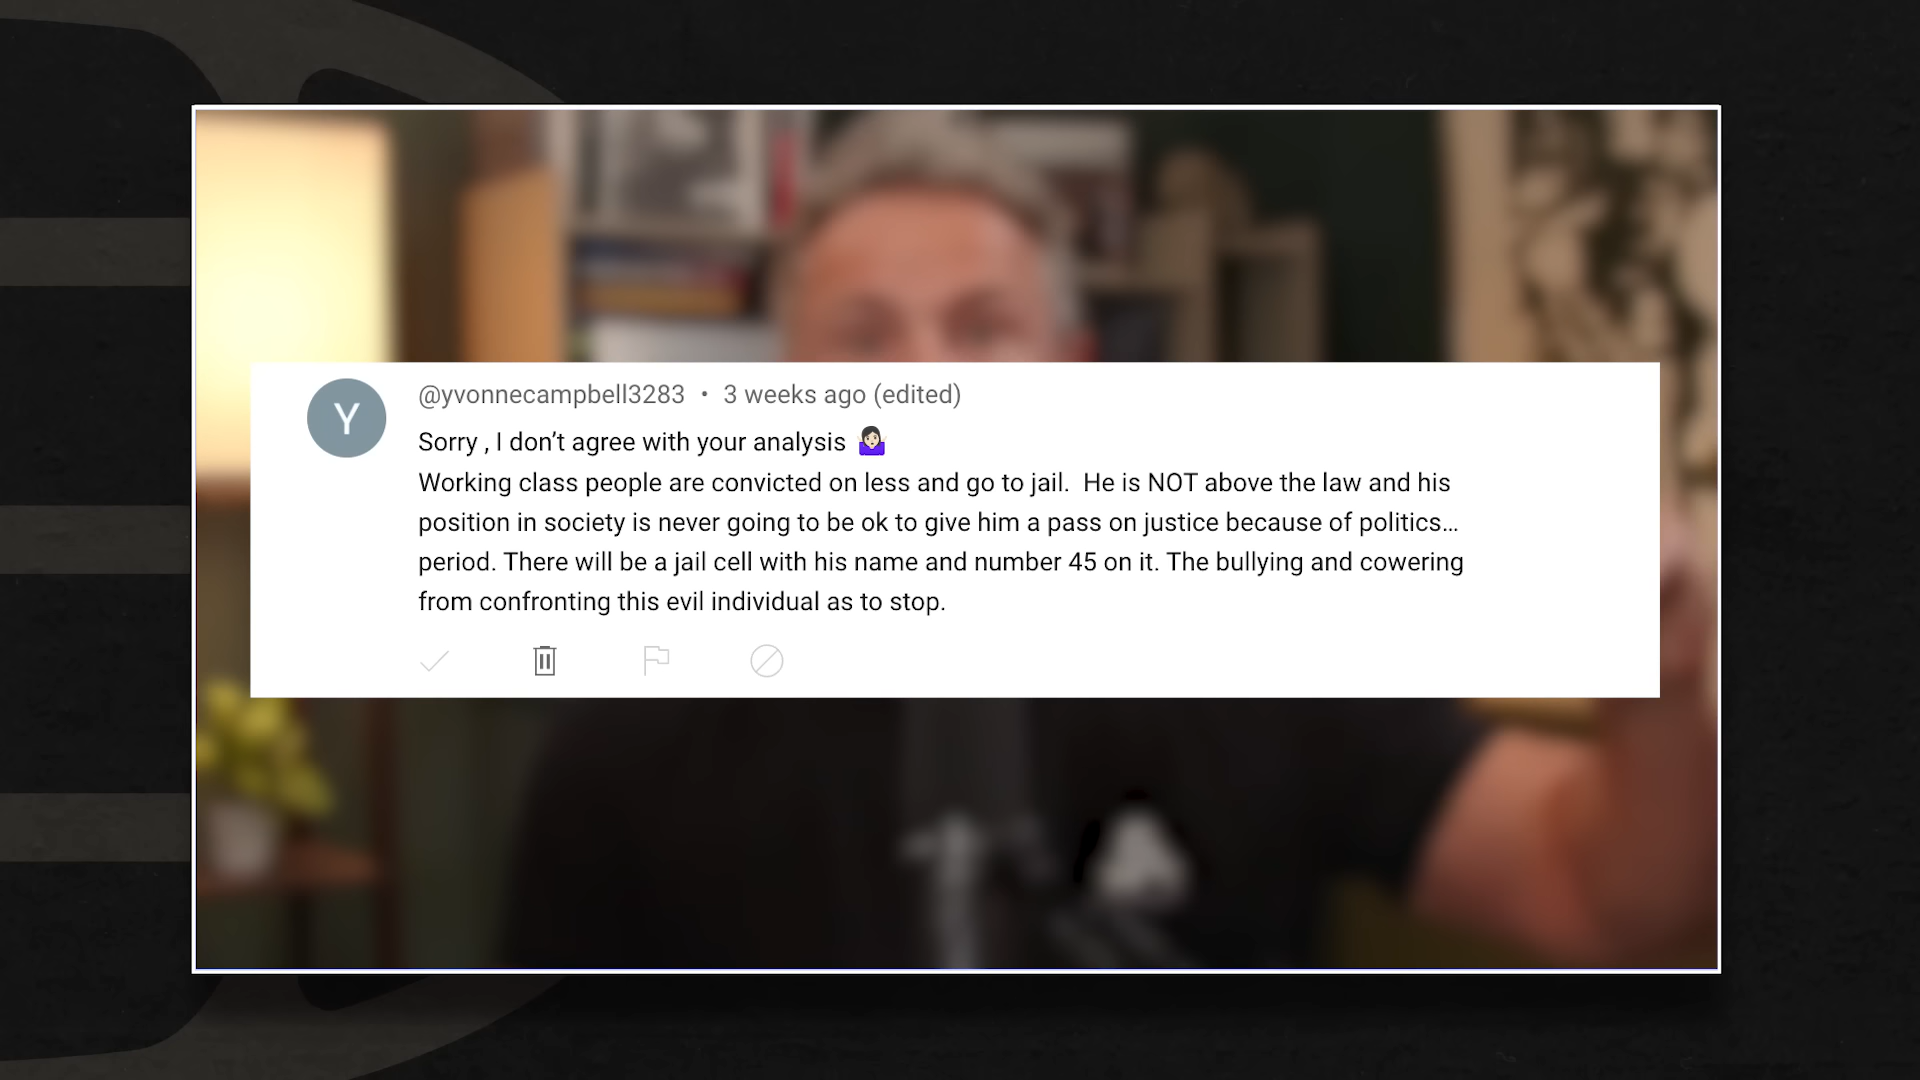 Y
@yvonnecampbell3283 • 3 weeks ago (edited)
Sorry , I don’t agree with your analysis 🤷🏻‍♀️
Working class people are convicted on less and go to jail.  He is NOT above the law and his
position in society is never going to be ok to give him a pass on justice because of politics...
period. There will be a jail cell with his name and number 45 on it. The bullying and cowering
from confronting this evil individual as to stop.